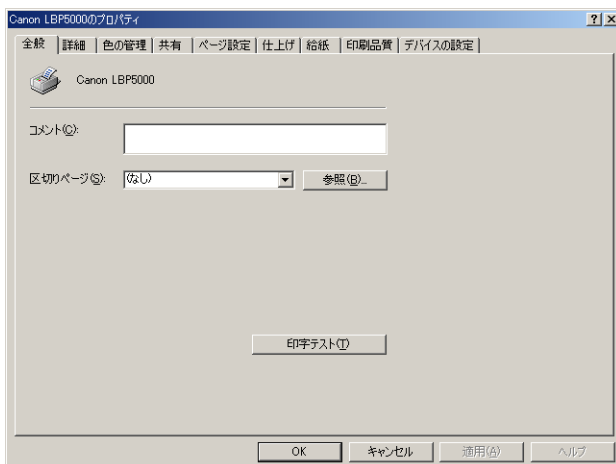 Canon LBP5000のプロパティ
全般 詳細 色の管理 共有 ページ設定 仕上げ 給紙 印刷品質 デバイスの設定
Canon LBP5000
コメント(C):
区切りページ(S): (なし) 参照(B)...
印字テスト(T)
OK キャンセル 適用(A) ヘルプ